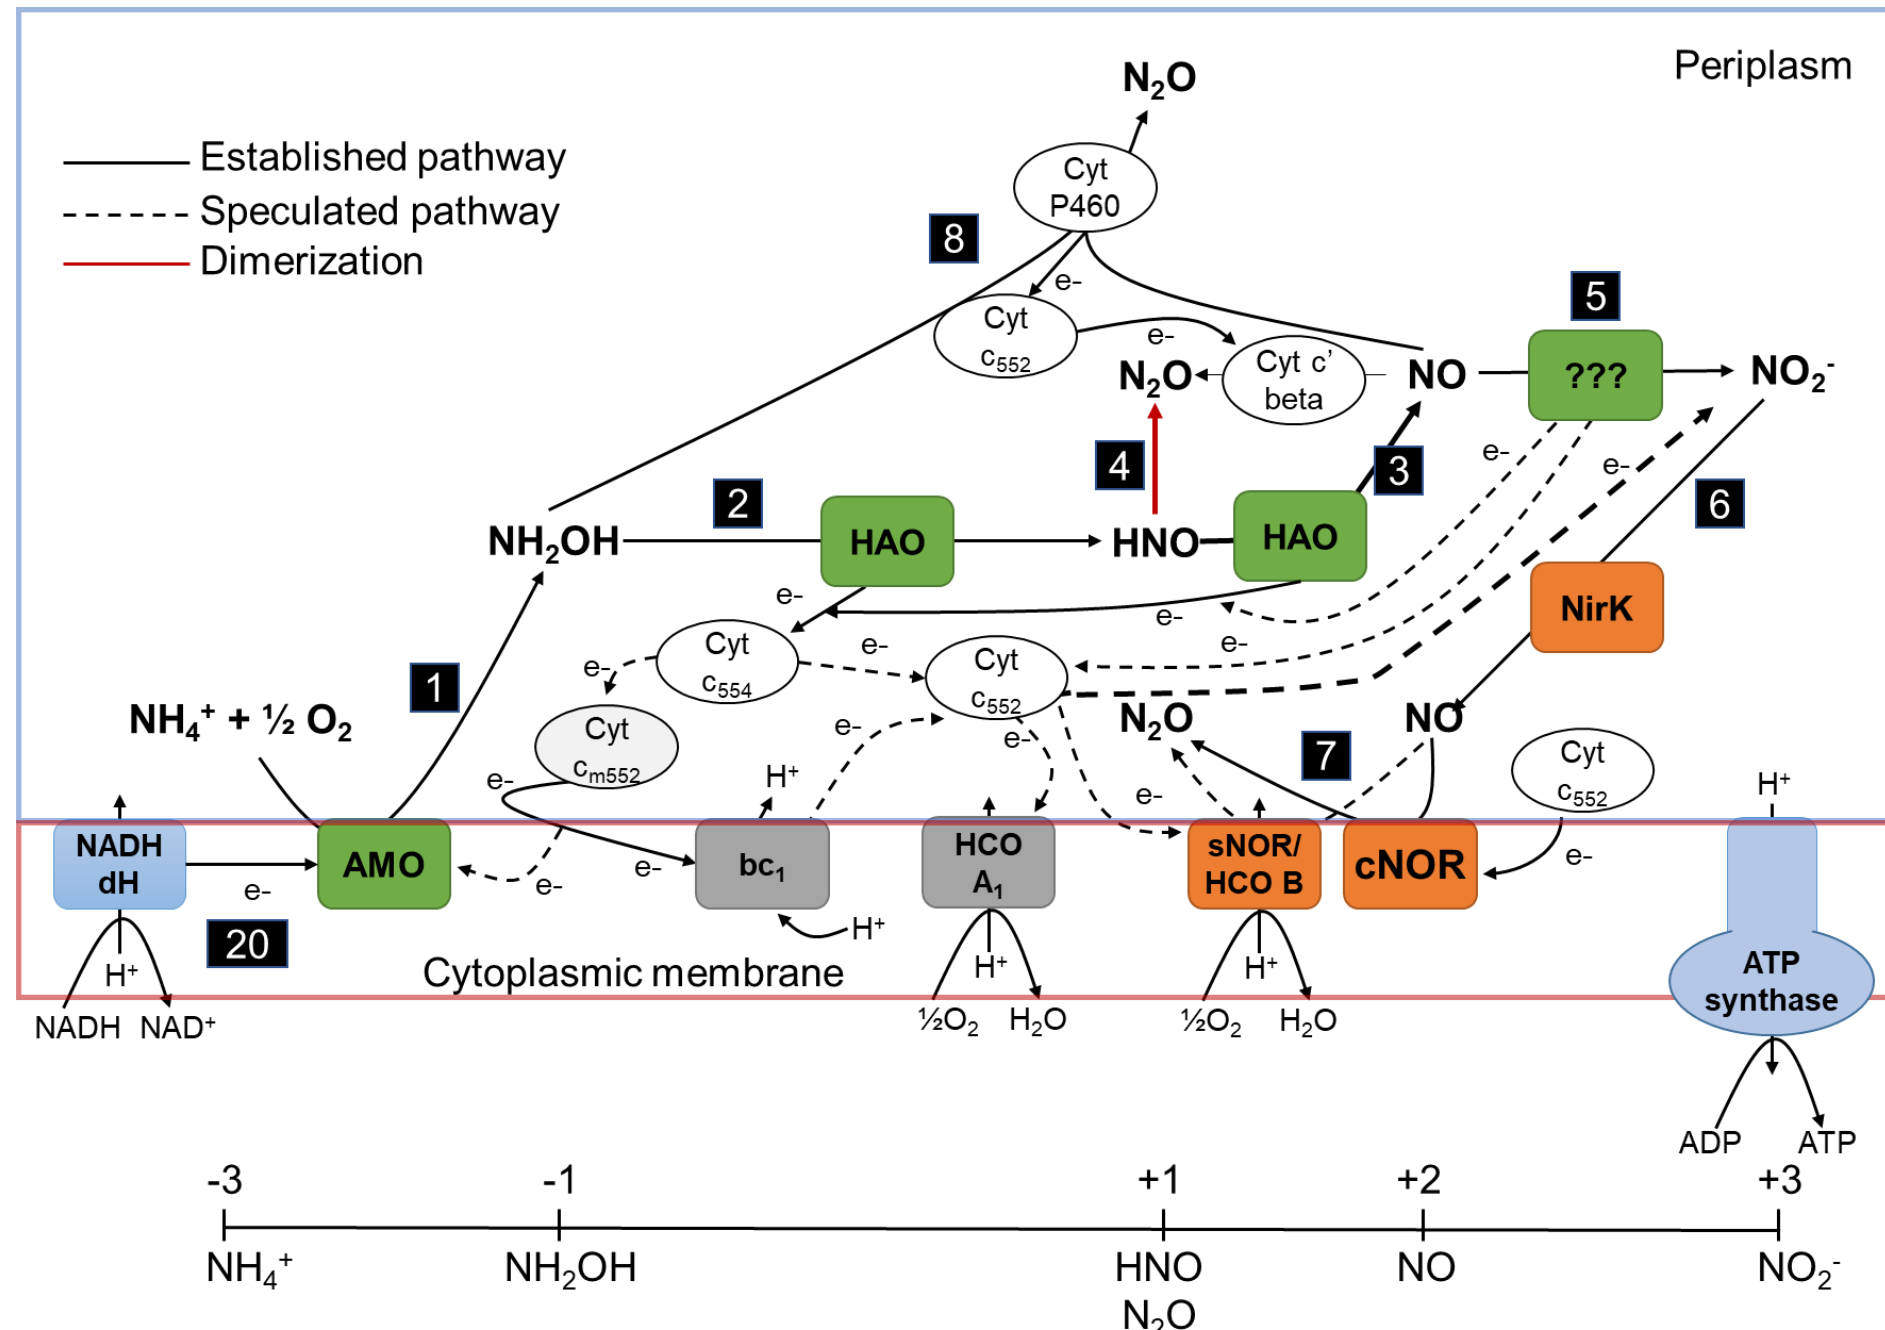 Periplasm
N₂O
Established pathway
Speculated pathway
Dimerization
Cyt
P460
8
e-
5
Cyt
c₅₅₂
e-
N₂O
Cyt c’
beta
NO
???
NO₂⁻
4
3
e-
e-
6
2
NH₂OH
HAO
HNO
HAO
e-
e-
NirK
Cyt
c₅₅₄
e-
e-
Cyt
c₅₅₂
e-
1
NH₄⁺ + ½ O₂
Cyt
cₘ₅₅₂
e-
e-
N₂O
NO
7
Cyt
c₅₅₂
e-
H⁺
e-
H⁺
NADH
dH
AMO
e-
e-
e-
bc₁
HCO
A₁
sNOR/
HCO B
cNOR
e-
20
H⁺
H⁺
H⁺
H⁺
Cytoplasmic membrane
ATP
synthase
NADH
NAD⁺
½O₂
H₂O
½O₂
H₂O
ADP
ATP
-3
-1
+1
+2
+3
NH₄⁺
NH₂OH
HNO
NO
NO₂⁻
N₂O